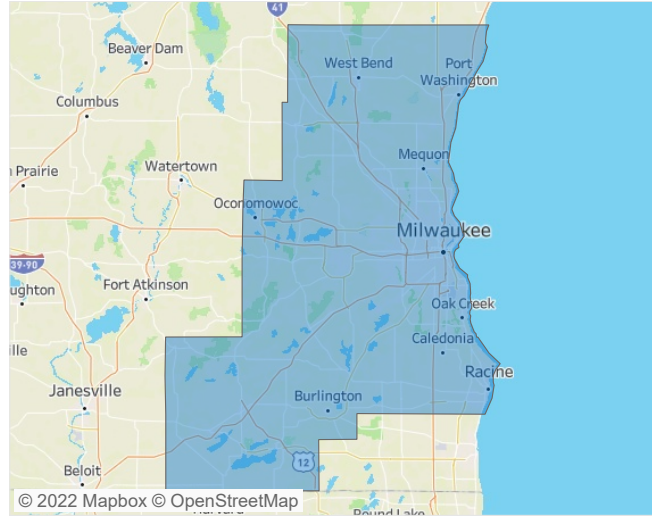 41
Beaver Dam
West Bend
Port
Washington
Columbus
Mequon
Prairie
Watertown
Oconomowoc
Milwaukee
39-90
Fort Atkinson
ughton
Oak Creek
Caledonia
lle
Racine
Janesville
Burlington
Beloit
12
© 2022 Mapbox © OpenStreetMap
Round Lake